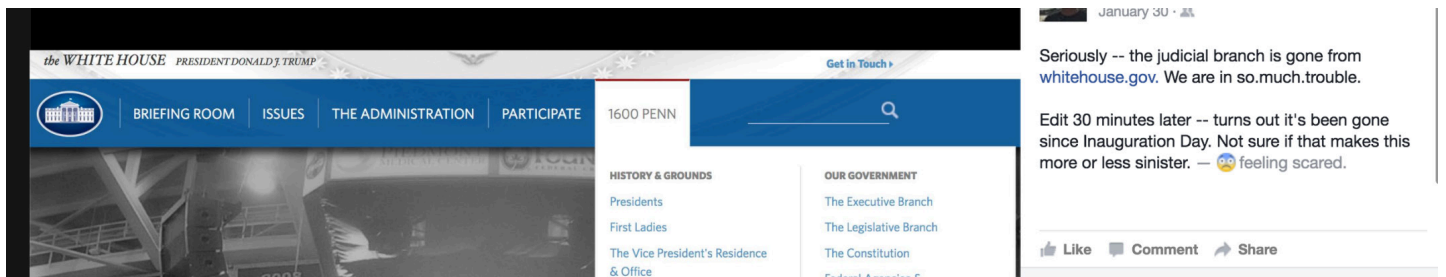 the WHITE HOUSE PRESIDENT DONALD J. TRUMP
Get in Touch
BRIEFING ROOM
ISSUES
THE ADMINISTRATION
PARTICIPATE
1600 PENN
HISTORY & GROUNDS
Presidents
First Ladies
The Vice President's Residence
& Office
OUR GOVERNMENT
The Executive Branch
The Legislative Branch
The Constitution
Federal Agencies &
January 30
Seriously -- the judicial branch is gone from
whitehouse.gov. We are in so.much.trouble.
Edit 30 minutes later -- turns out it's been gone
since Inauguration Day. Not sure if that makes this
more or less sinister. — 😨 feeling scared.
Like
Comment
Share